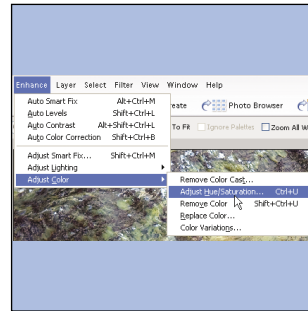 Enhance Layer Select Filter View Window Help
Auto Smart Fix Alt+Ctrl+M
Auto Levels Shift+Ctrl+L
Auto Contrast Alt+Shift+Ctrl+L
Auto Color Correction Shift+Ctrl+B
Adjust Smart Fix... Shift+Ctrl+M
Adjust Lighting
Adjust Color
eate Photo Browser
To Fit Ignore Palettes Zoom All W
Remove Color Cast...
Adjust Hue/Saturation... Ctrl+U
Remove Color Shift+Ctrl+U
Replace Color...
Color Variations...